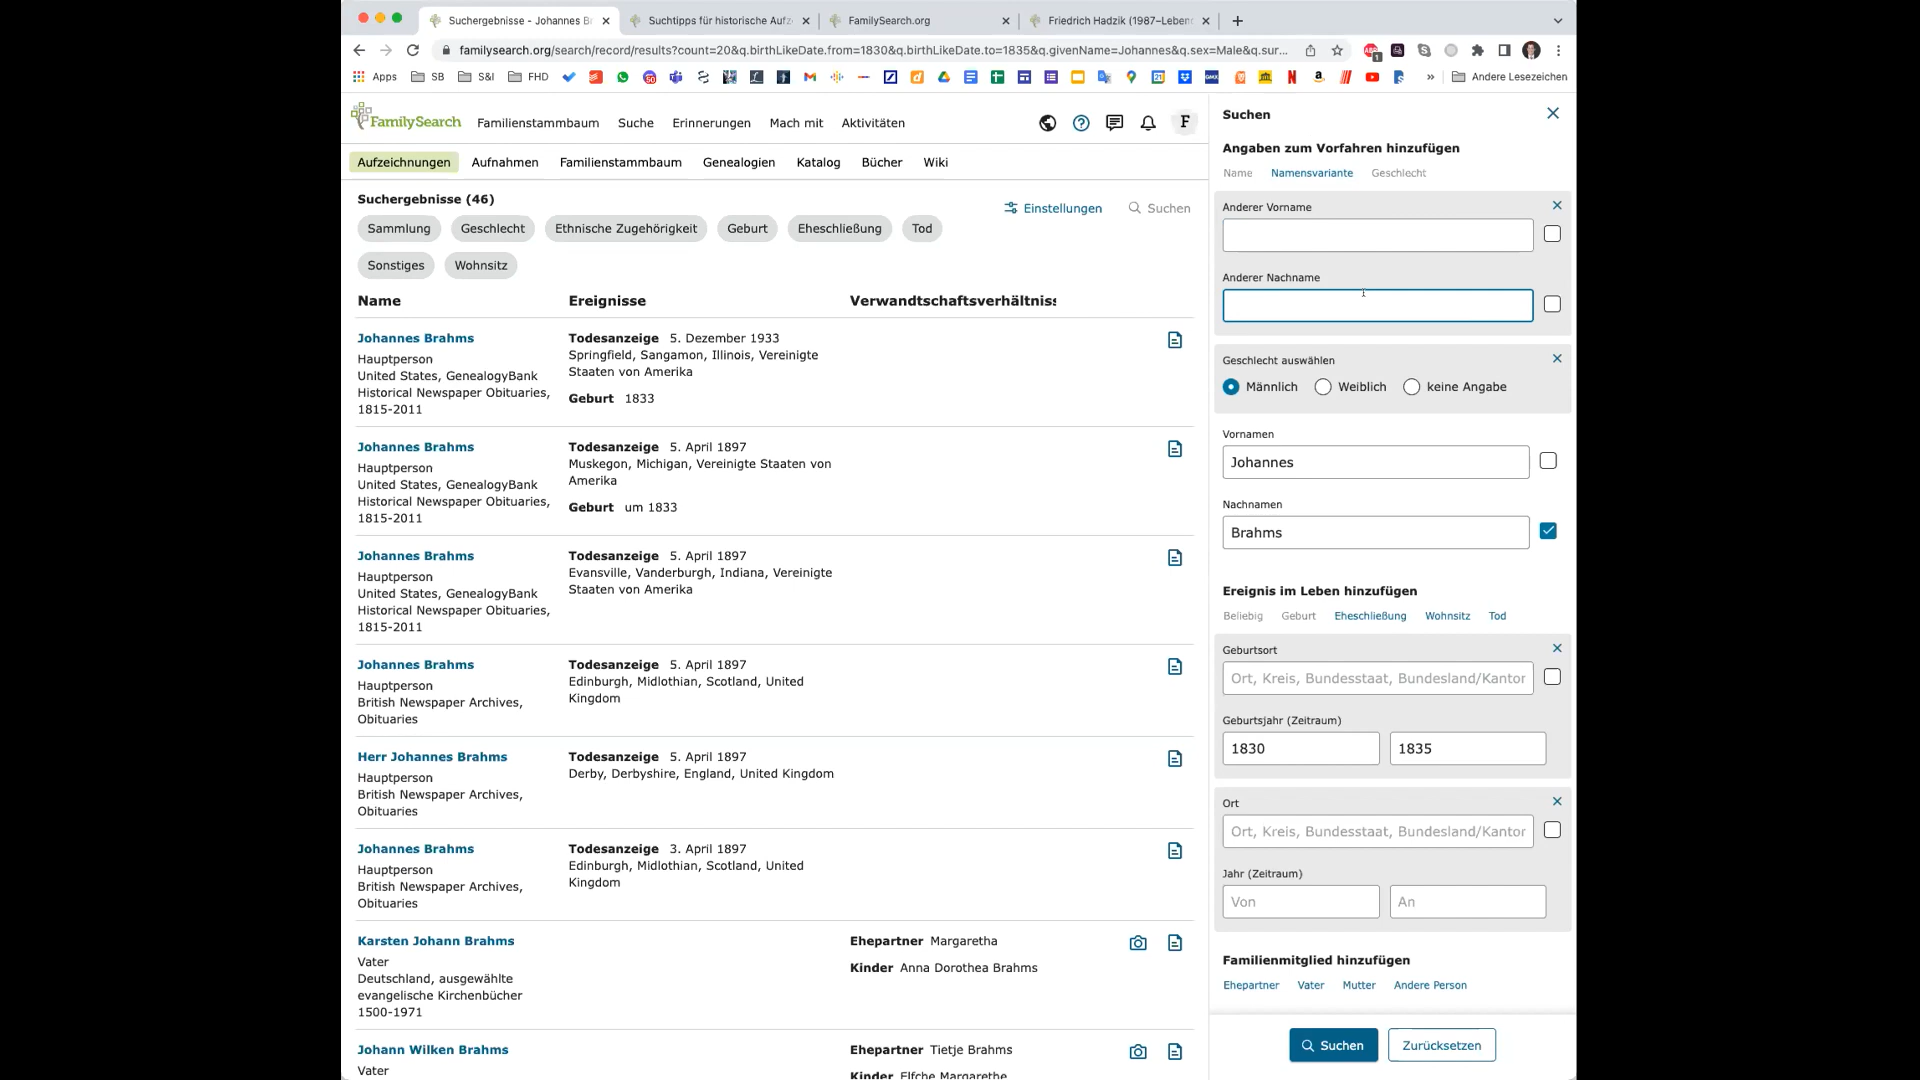 Suchergebnisse - Johannes Br
Suchtipps für historische Aufz
FamilySearch.org
Friedrich Hadzik (1987–Leben
familysearch.org/search/record/results?count=20&q.birthLikeDate.from=1830&q.birthLikeDate.to=1835&q.givenName=Johannes&q.sex=Male&q.sur...
Apps SB S&I FHD » Andere Lesezeichen
FamilySearch Familienstammbaum Suche Erinnerungen Mach mit Aktivitäten F
Aufzeichnungen Aufnahmen Familienstammbaum Genealogien Katalog Bücher Wiki
Suchergebnisse (46)
Einstellungen Suchen
Sammlung Geschlecht Ethnische Zugehörigkeit Geburt Eheschließung Tod
Sonstiges Wohnsitz
Name Ereignisse Verwandtschaftsverhältniss
Johannes Brahms
Hauptperson
United States, GenealogyBank
Historical Newspaper Obituaries,
1815-2011
Todesanzeige 5. Dezember 1933
Springfield, Sangamon, Illinois, Vereinigte
Staaten von Amerika
Geburt 1833
Johannes Brahms
Hauptperson
United States, GenealogyBank
Historical Newspaper Obituaries,
1815-2011
Todesanzeige 5. April 1897
Muskegon, Michigan, Vereinigte Staaten von
Amerika
Geburt um 1833
Johannes Brahms
Hauptperson
United States, GenealogyBank
Historical Newspaper Obituaries,
1815-2011
Todesanzeige 5. April 1897
Evansville, Vanderburgh, Indiana, Vereinigte
Staaten von Amerika
Johannes Brahms
Hauptperson
British Newspaper Archives,
Obituaries
Todesanzeige 5. April 1897
Edinburgh, Midlothian, Scotland, United
Kingdom
Herr Johannes Brahms
Hauptperson
British Newspaper Archives,
Obituaries
Todesanzeige 5. April 1897
Derby, Derbyshire, England, United Kingdom
Johannes Brahms
Hauptperson
British Newspaper Archives,
Obituaries
Todesanzeige 3. April 1897
Edinburgh, Midlothian, Scotland, United
Kingdom
Karsten Johann Brahms
Vater
Deutschland, ausgewählte
evangelische Kirchenbücher
1500-1971
Ehepartner Margaretha
Kinder Anna Dorothea Brahms
Johann Wilken Brahms
Vater
Ehepartner Tietje Brahms
Kinder Elfche Margarethe
Suchen
Angaben zum Vorfahren hinzufügen
Name Namensvariante Geschlecht
Anderer Vorname
Anderer Nachname
Geschlecht auswählen
Männlich Weiblich keine Angabe
Vornamen
Johannes
Nachnamen
Brahms
Ereignis im Leben hinzufügen
Beliebig Geburt Eheschließung Wohnsitz Tod
Geburtsort
Ort, Kreis, Bundesstaat, Bundesland/Kanton
Geburtsjahr (Zeitraum)
1830 1835
Ort
Ort, Kreis, Bundesstaat, Bundesland/Kanton
Jahr (Zeitraum)
Von An
Familienmitglied hinzufügen
Ehepartner Vater Mutter Andere Person
Suchen Zurücksetzen